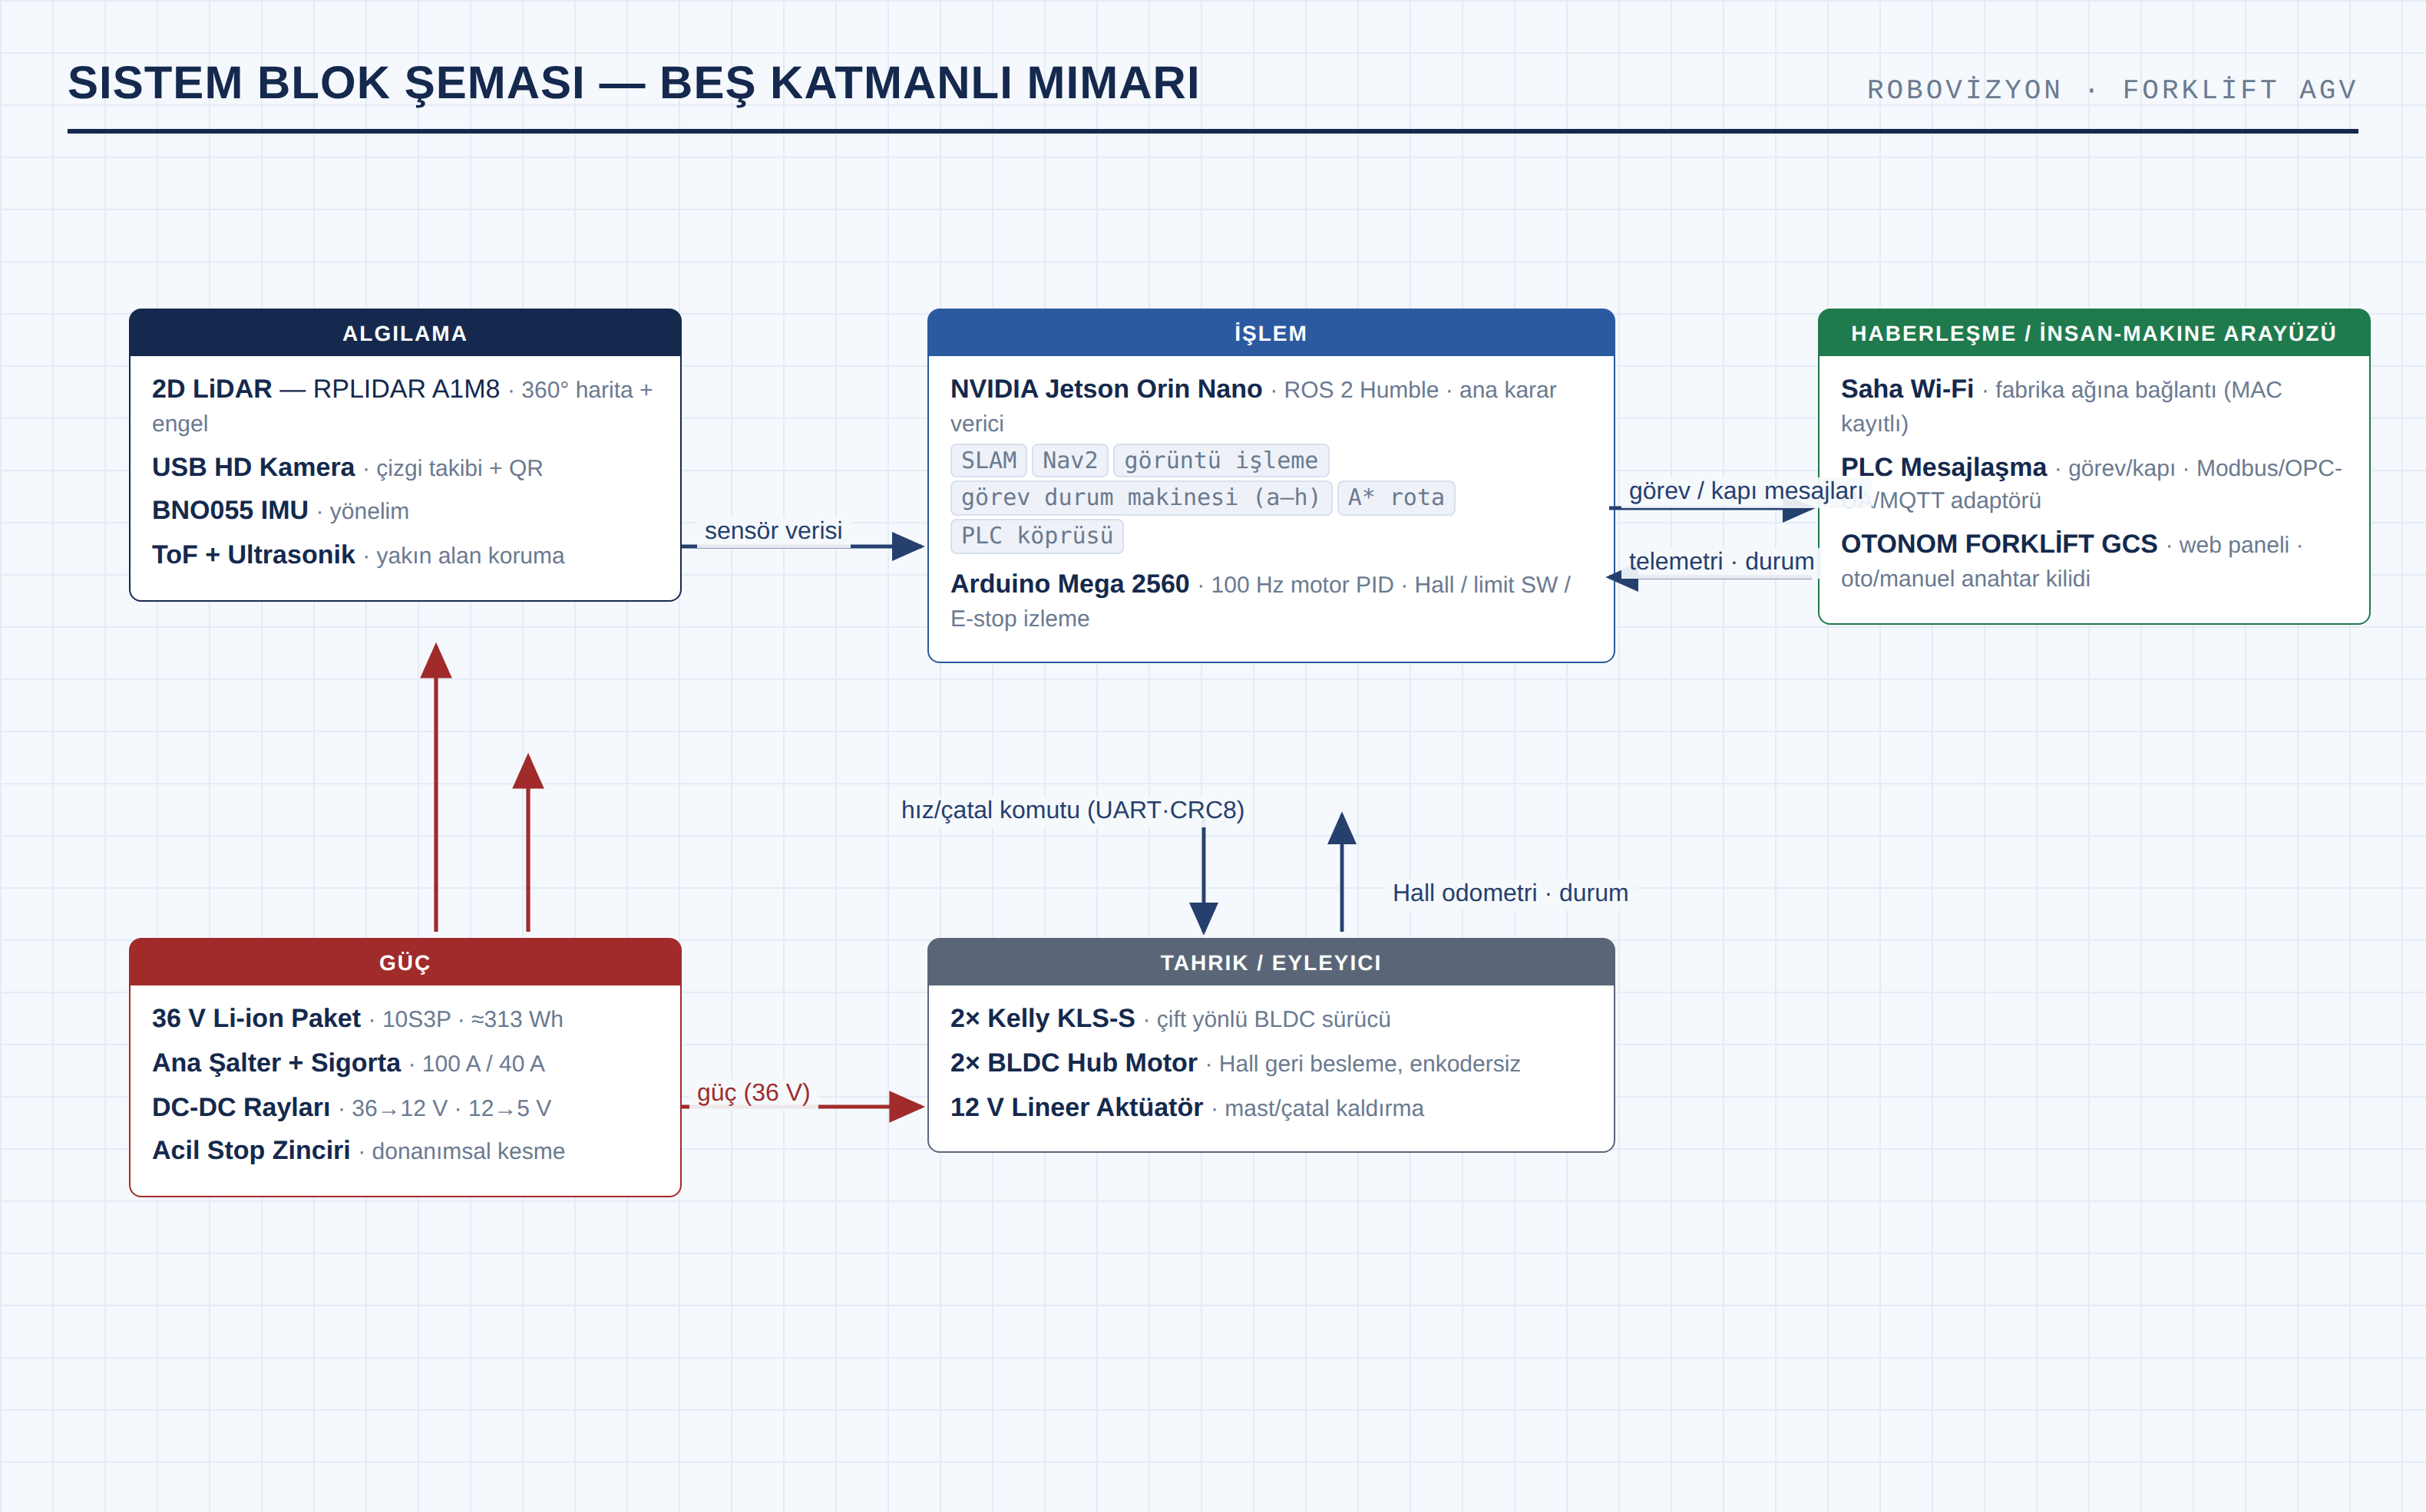 SISTEM BLOK ŞEMASI — BEŞ KATMANLI MIMARI
ROBOVİZYON · FORKLİFT AGV
ALGILAMA
2D LiDAR — RPLIDAR A1M8 · 360° harita +
engel
USB HD Kamera · çizgi takibi + QR
BNO055 IMU · yönelim
ToF + Ultrasonik · yakın alan koruma
sensör verisi
İŞLEM
NVIDIA Jetson Orin Nano · ROS 2 Humble · ana karar
verici
SLAM Nav2 görüntü işleme
görev durum makinesi (a–h) A* rota
PLC köprüsü
Arduino Mega 2560 · 100 Hz motor PID · Hall / limit SW /
E-stop izleme
görev / kapı mesajları
telemetri · durum
HABERLEŞME / İNSAN-MAKINE ARAYÜZÜ
Saha Wi-Fi · fabrika ağına bağlantı (MAC
kayıtlı)
PLC Mesajlaşma · görev/kapı · Modbus/OPC-
/MQTT adaptörü
OTONOM FORKLİFT GCS · web paneli ·
oto/manuel anahtar kilidi
hız/çatal komutu (UART·CRC8)
Hall odometri · durum
GÜÇ
36 V Li-ion Paket · 10S3P · ≈313 Wh
Ana Şalter + Sigorta · 100 A / 40 A
DC-DC Rayları · 36→12 V · 12→5 V
Acil Stop Zinciri · donanımsal kesme
güç (36 V)
TAHRIK / EYLEYICI
2× Kelly KLS-S · çift yönlü BLDC sürücü
2× BLDC Hub Motor · Hall geri besleme, enkodersiz
12 V Lineer Aktüatör · mast/çatal kaldırma